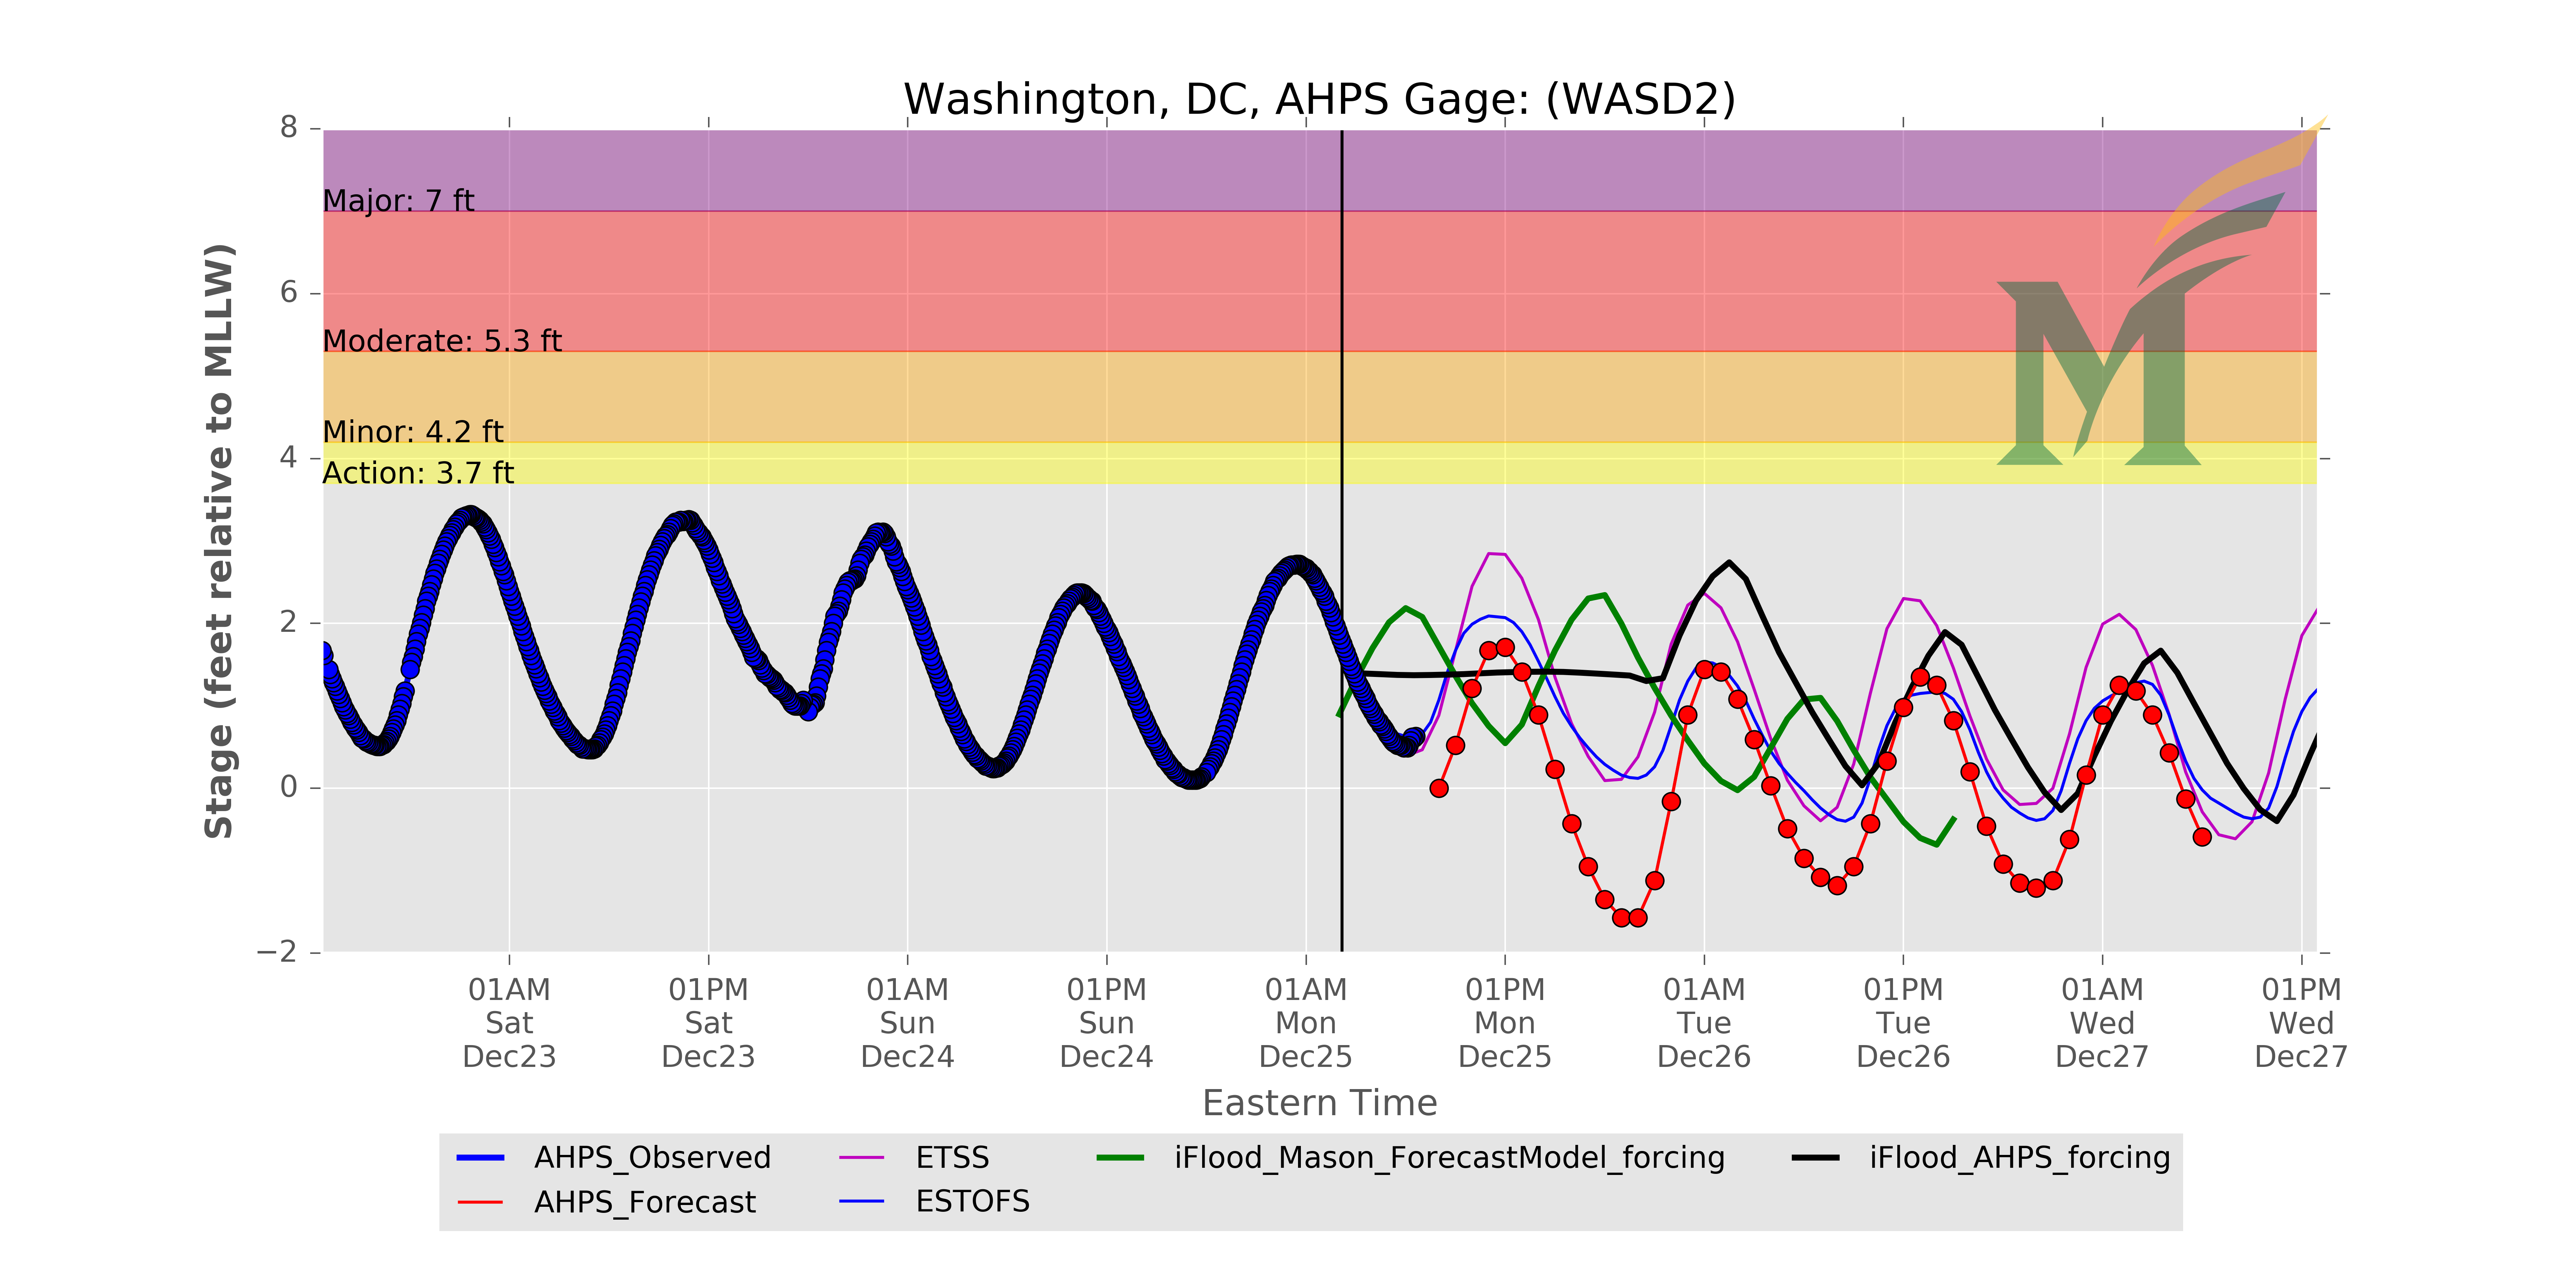 Washington, DC, AHPS Gage: (WASD2)
8
Major: 7 ft
6
Moderate: 5.3 ft
Minor: 4.2 ft
4
Action: 3.7 ft
2
0
−2
Stage (feet relative to MLLW)
01AM Sat Dec23
01PM Sat Dec23
01AM Sun Dec24
01PM Sun Dec24
01AM Mon Dec25
01PM Mon Dec25
01AM Tue Dec26
01PM Tue Dec26
01AM Wed Dec27
01PM Wed Dec27
Eastern Time
AHPS_Observed
AHPS_Forecast
ETSS
ESTOFS
iFlood_Mason_ForecastModel_forcing
iFlood_AHPS_forcing
M